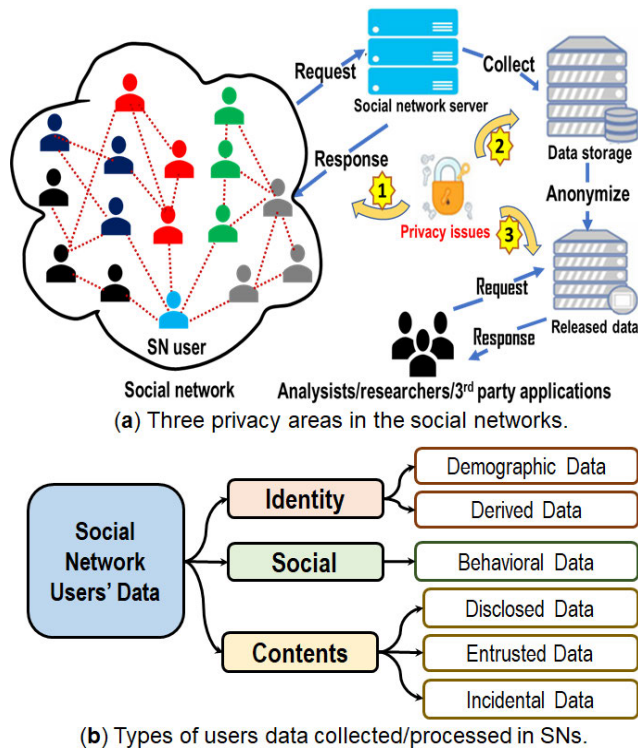 Request
Social network server
Collect
Data storage
Response
1
2
Privacy issues
3
Anonymize
Released data
Request
Response
SN user
Social network
Analysists/researchers/3rd party applications
(a) Three privacy areas in the social networks.
Social
Network
Users’ Data
Identity
Demographic Data
Derived Data
Social
Behavioral Data
Contents
Disclosed Data
Entrusted Data
Incidental Data
(b) Types of users data collected/processed in SNs.